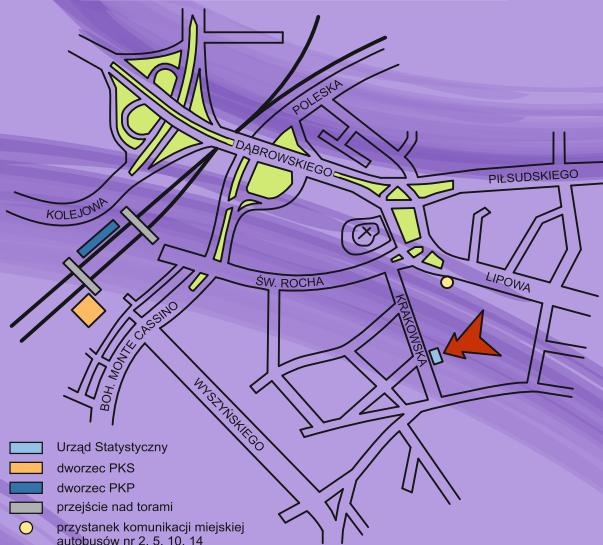 POLESKA
DĄBROWSKIEGO
PIŁSUDSKIEGO
KOLEJOWA
ŚW. ROCHA
LIPOWA
KRAKOWSKA
BOH. MONTE CASSINO
WYSZYŃSKIEGO
Urząd Statystyczny
dworzec PKS
dworzec PKP
przejście nad torami
przystanek komunikacji miejskiej
autobusów nr 2, 5, 10, 14